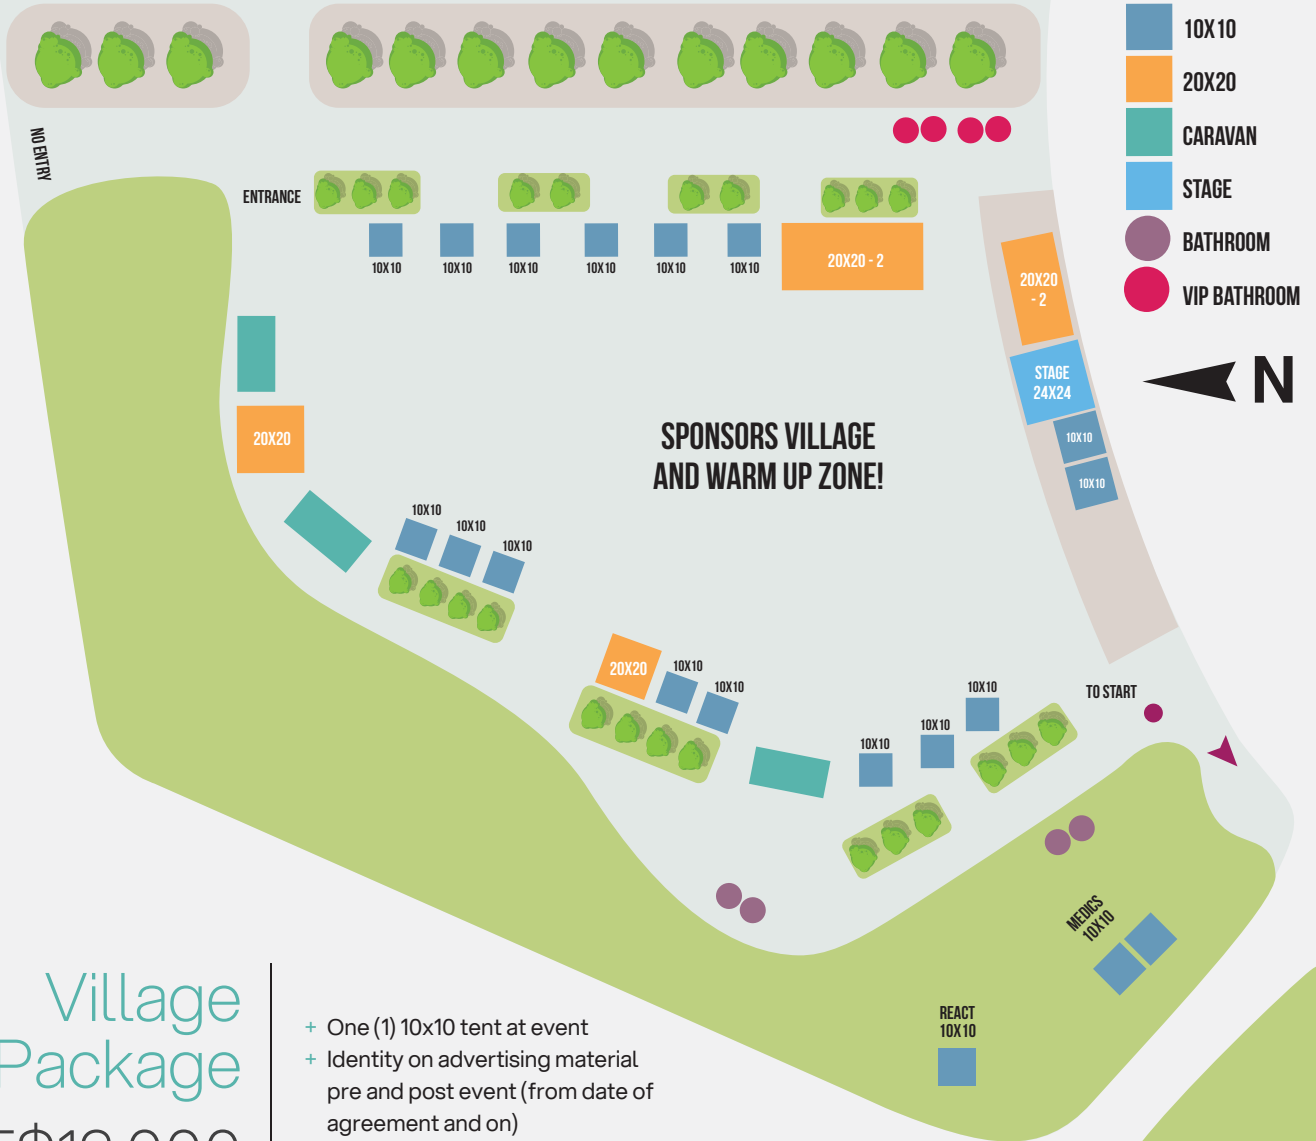 10X10
20X20
CARAVAN
STAGE
BATHROOM
VIP BATHROOM
N
NO ENTRY
ENTRANCE
10X10
10X10
10X10
10X10
10X10
10X10
20X20 - 2
20X20
- 2
STAGE
24X24
10X10
10X10
20X20
SPONSORS VILLAGE
AND WARM UP ZONE!
10X10
10X10
10X10
20X20
10X10
10X10
10X10
10X10
10X10
TO START
MEDICS
10X10
REACT
10X10
Village
Package
+ One (1) 10x10 tent at event
+ Identity on advertising material
pre and post event (from date of
agreement and on)